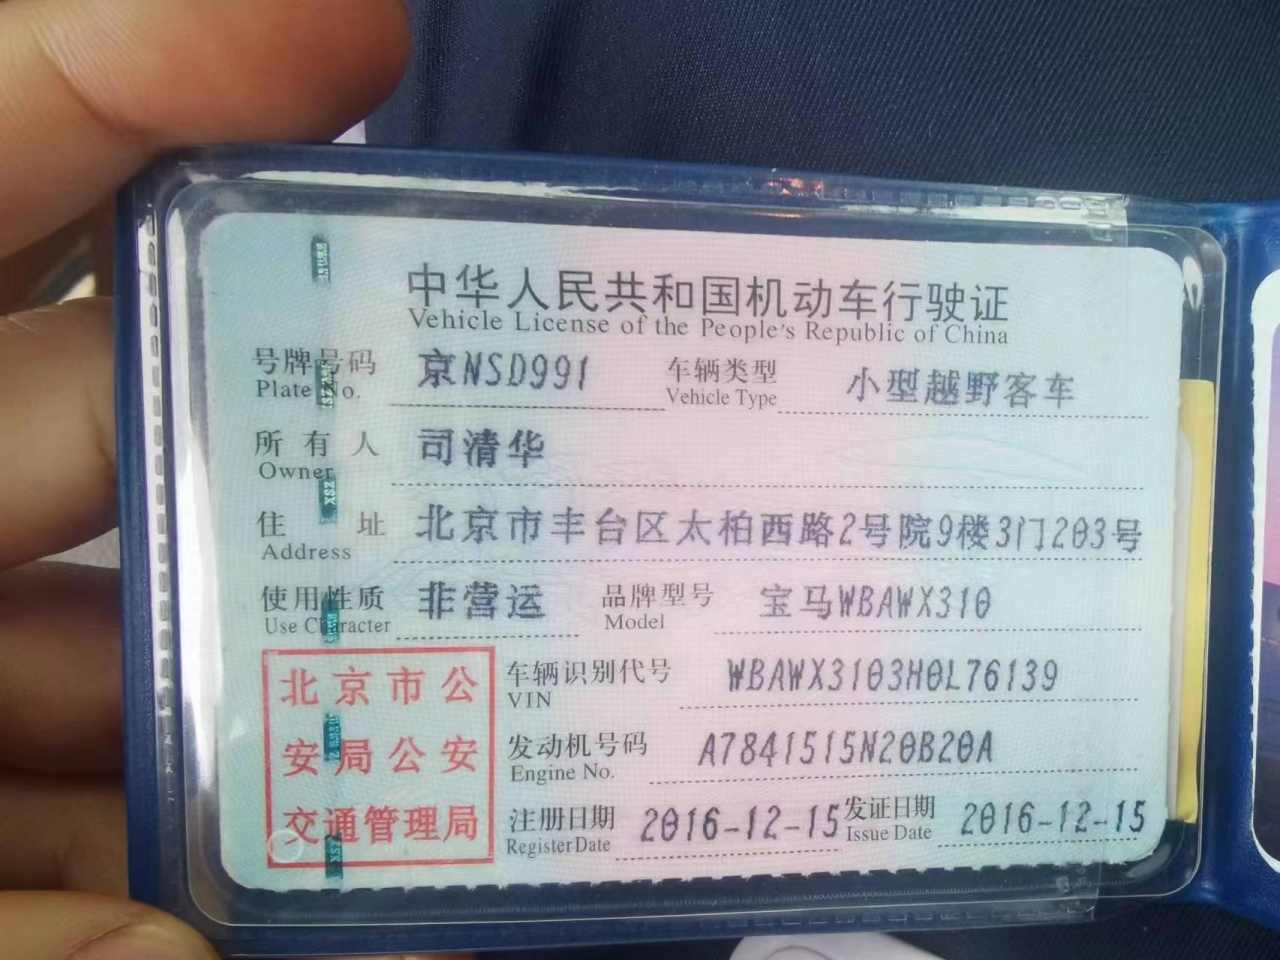 中华人民共和国机动车行驶证
Vehicle License of the People's Republic of China
号牌号码 京NSD991 车辆类型 小型越野客车
Plate No. Vehicle Type
所有人 司清华
Owner
住址 北京市丰台区太柏西路2号院9楼3门203号
Address
使用性质 非营运 品牌型号 宝马WBAWX310
Use Character Model
车辆识别代号 WBAWX3103H0L76139
VIN
发动机号码 A7841515N20B20A
Engine No.
注册日期 2016-12-15 发证日期 2016-12-15
Register Date Issue Date
北京市公
安局公安
交通管理局